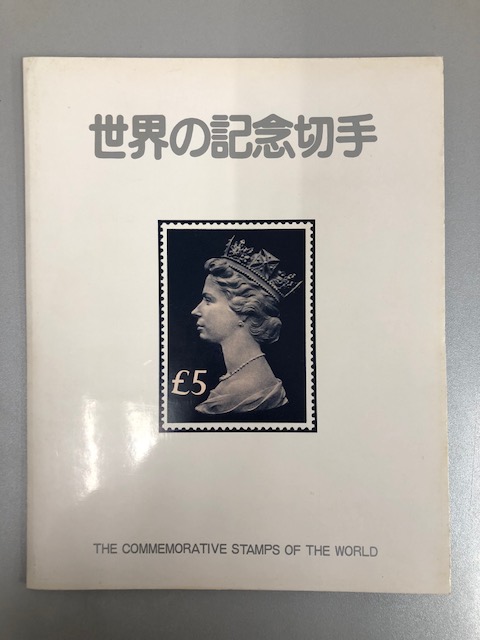 世界の記念切手
£5
THE COMMEMORATIVE STAMPS OF THE WORLD